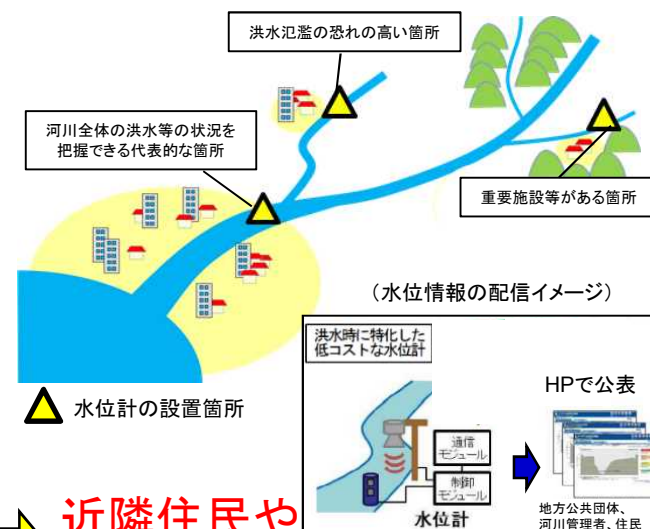 洪水氾濫の恐れの高い箇所
河川全体の洪水等の状況を
把握できる代表的な箇所
重要施設等がある箇所
(水位情報の配信イメージ)
水位計の設置箇所
洪水時に特化した
低コストな水位計
通信
モジュール
制御
モジュール
水位計
HPで公表
地方公共団体、
河川管理者、住民
近隣住民や